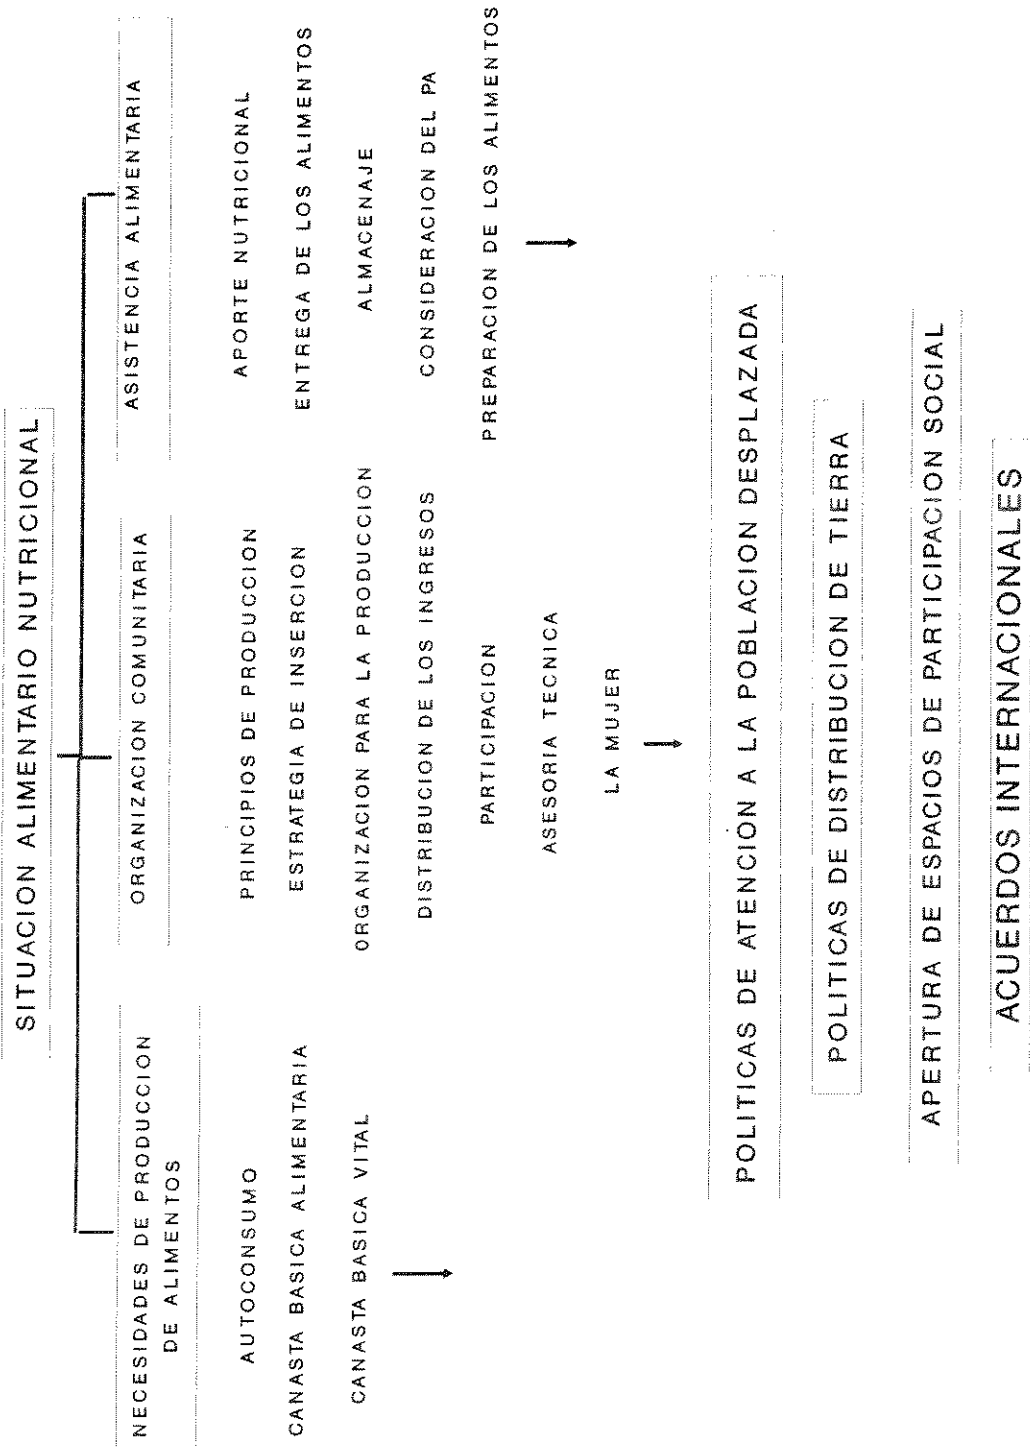 SITUACION ALIMENTARIO NUTRICIONAL
NECESIDADES DE PRODUCCION
DE ALIMENTOS
AUTOCONSUMO
CANASTA BASICA ALIMENTARIA
CANASTA BASICA VITAL
ORGANIZACION COMUNITARIA
PRINCIPIOS DE PRODUCCION
ESTRATEGIA DE INSERCION
ORGANIZACION PARA LA PRODUCCION
DISTRIBUCION DE LOS INGRESOS
PARTICIPACION
ASESORIA TECNICA
LA MUJER
ASISTENCIA ALIMENTARIA
APORTE NUTRICIONAL
ENTREGA DE LOS ALIMENTOS
ALMACENAJE
CONSIDERACION DEL PA
PREPARACION DE LOS ALIMENTOS
POLITICAS DE ATENCION A LA POBLACION DESPLAZADA
POLITICAS DE DISTRIBUCION DE TIERRA
APERTURA DE ESPACIOS DE PARTICIPACION SOCIAL
ACUERDOS INTERNACIONALES